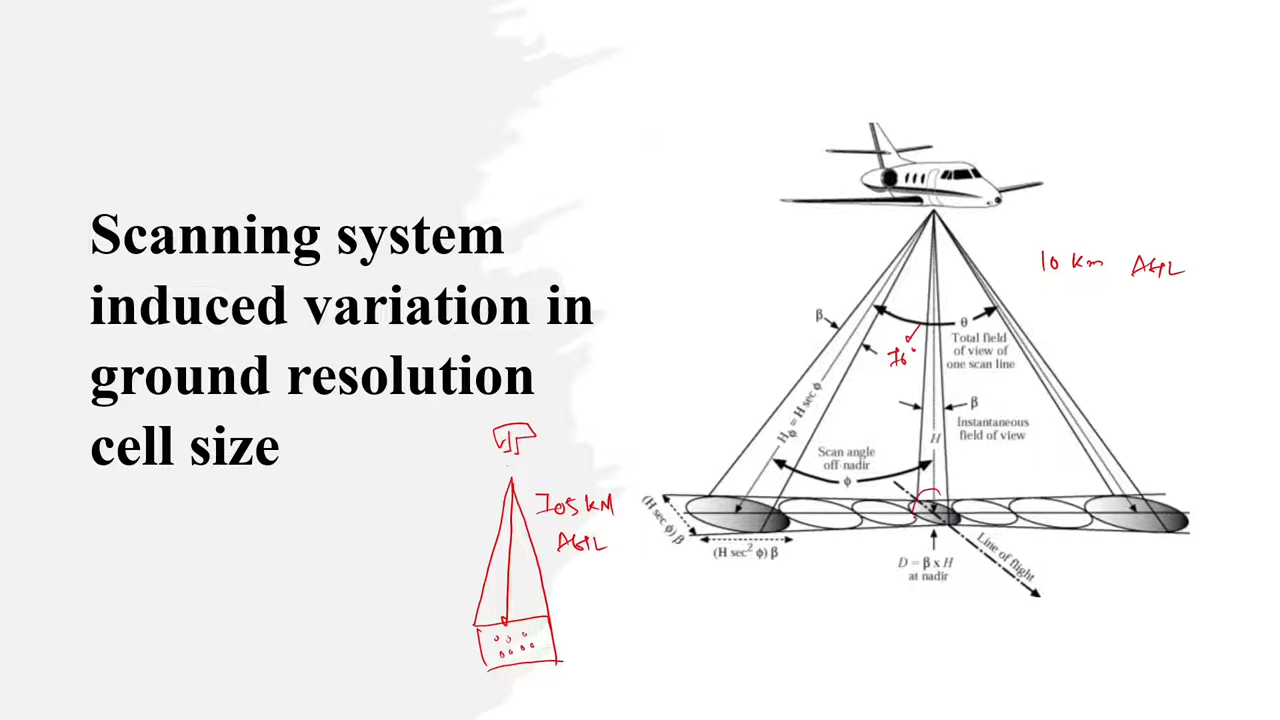 Scanning system
induced variation in
ground resolution
cell size
705 KM
AGL
10 Km AGL
β
θ
Total field
of view of
one scan line
70°
β
Instantaneous
field of view
Hϕ = H sec ϕ
H
Scan angle
off nadir
ϕ
(H sec ϕ) β
(H sec² ϕ) β
D = β x H
at nadir
Line of flight